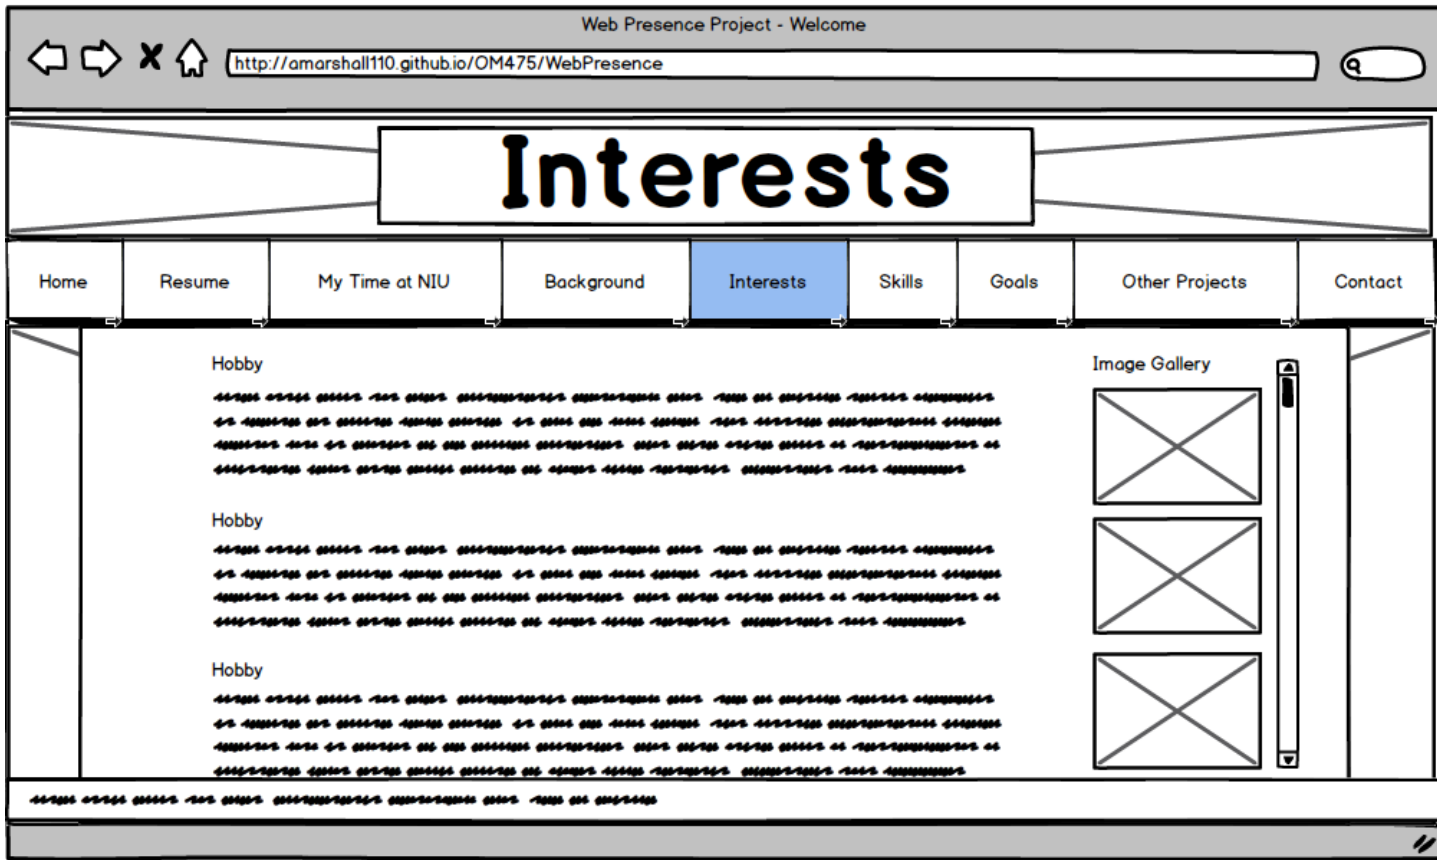 Web Presence Project - Welcome
http://amarshall110.github.io/OM475/WebPresence
Interests
Home Resume My Time at NIU Background Interests Skills Goals Other Projects Contact
Hobby
Image Gallery
Hobby
Hobby